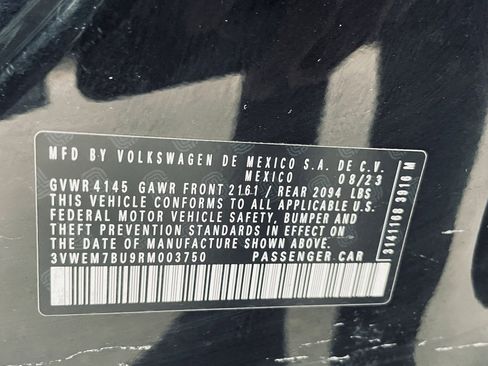 MFD BY VOLKSWAGEN DE MEXICO S.A. DE C.V.
MEXICO 08/23
GVWR 4145 GAWR FRONT 2161 / REAR 2094 LBS
THIS VEHICLE CONFORMS TO ALL APPLICABLE U.S.
FEDERAL MOTOR VEHICLE SAFETY, BUMPER AND
THEFT PREVENTION STANDARDS IN EFFECT ON
THE DATE OF MANUFACTURE SHOWN ABOVE.
3VWEM7BU9RM003750 PASSENGER CAR
3141168 3016 M